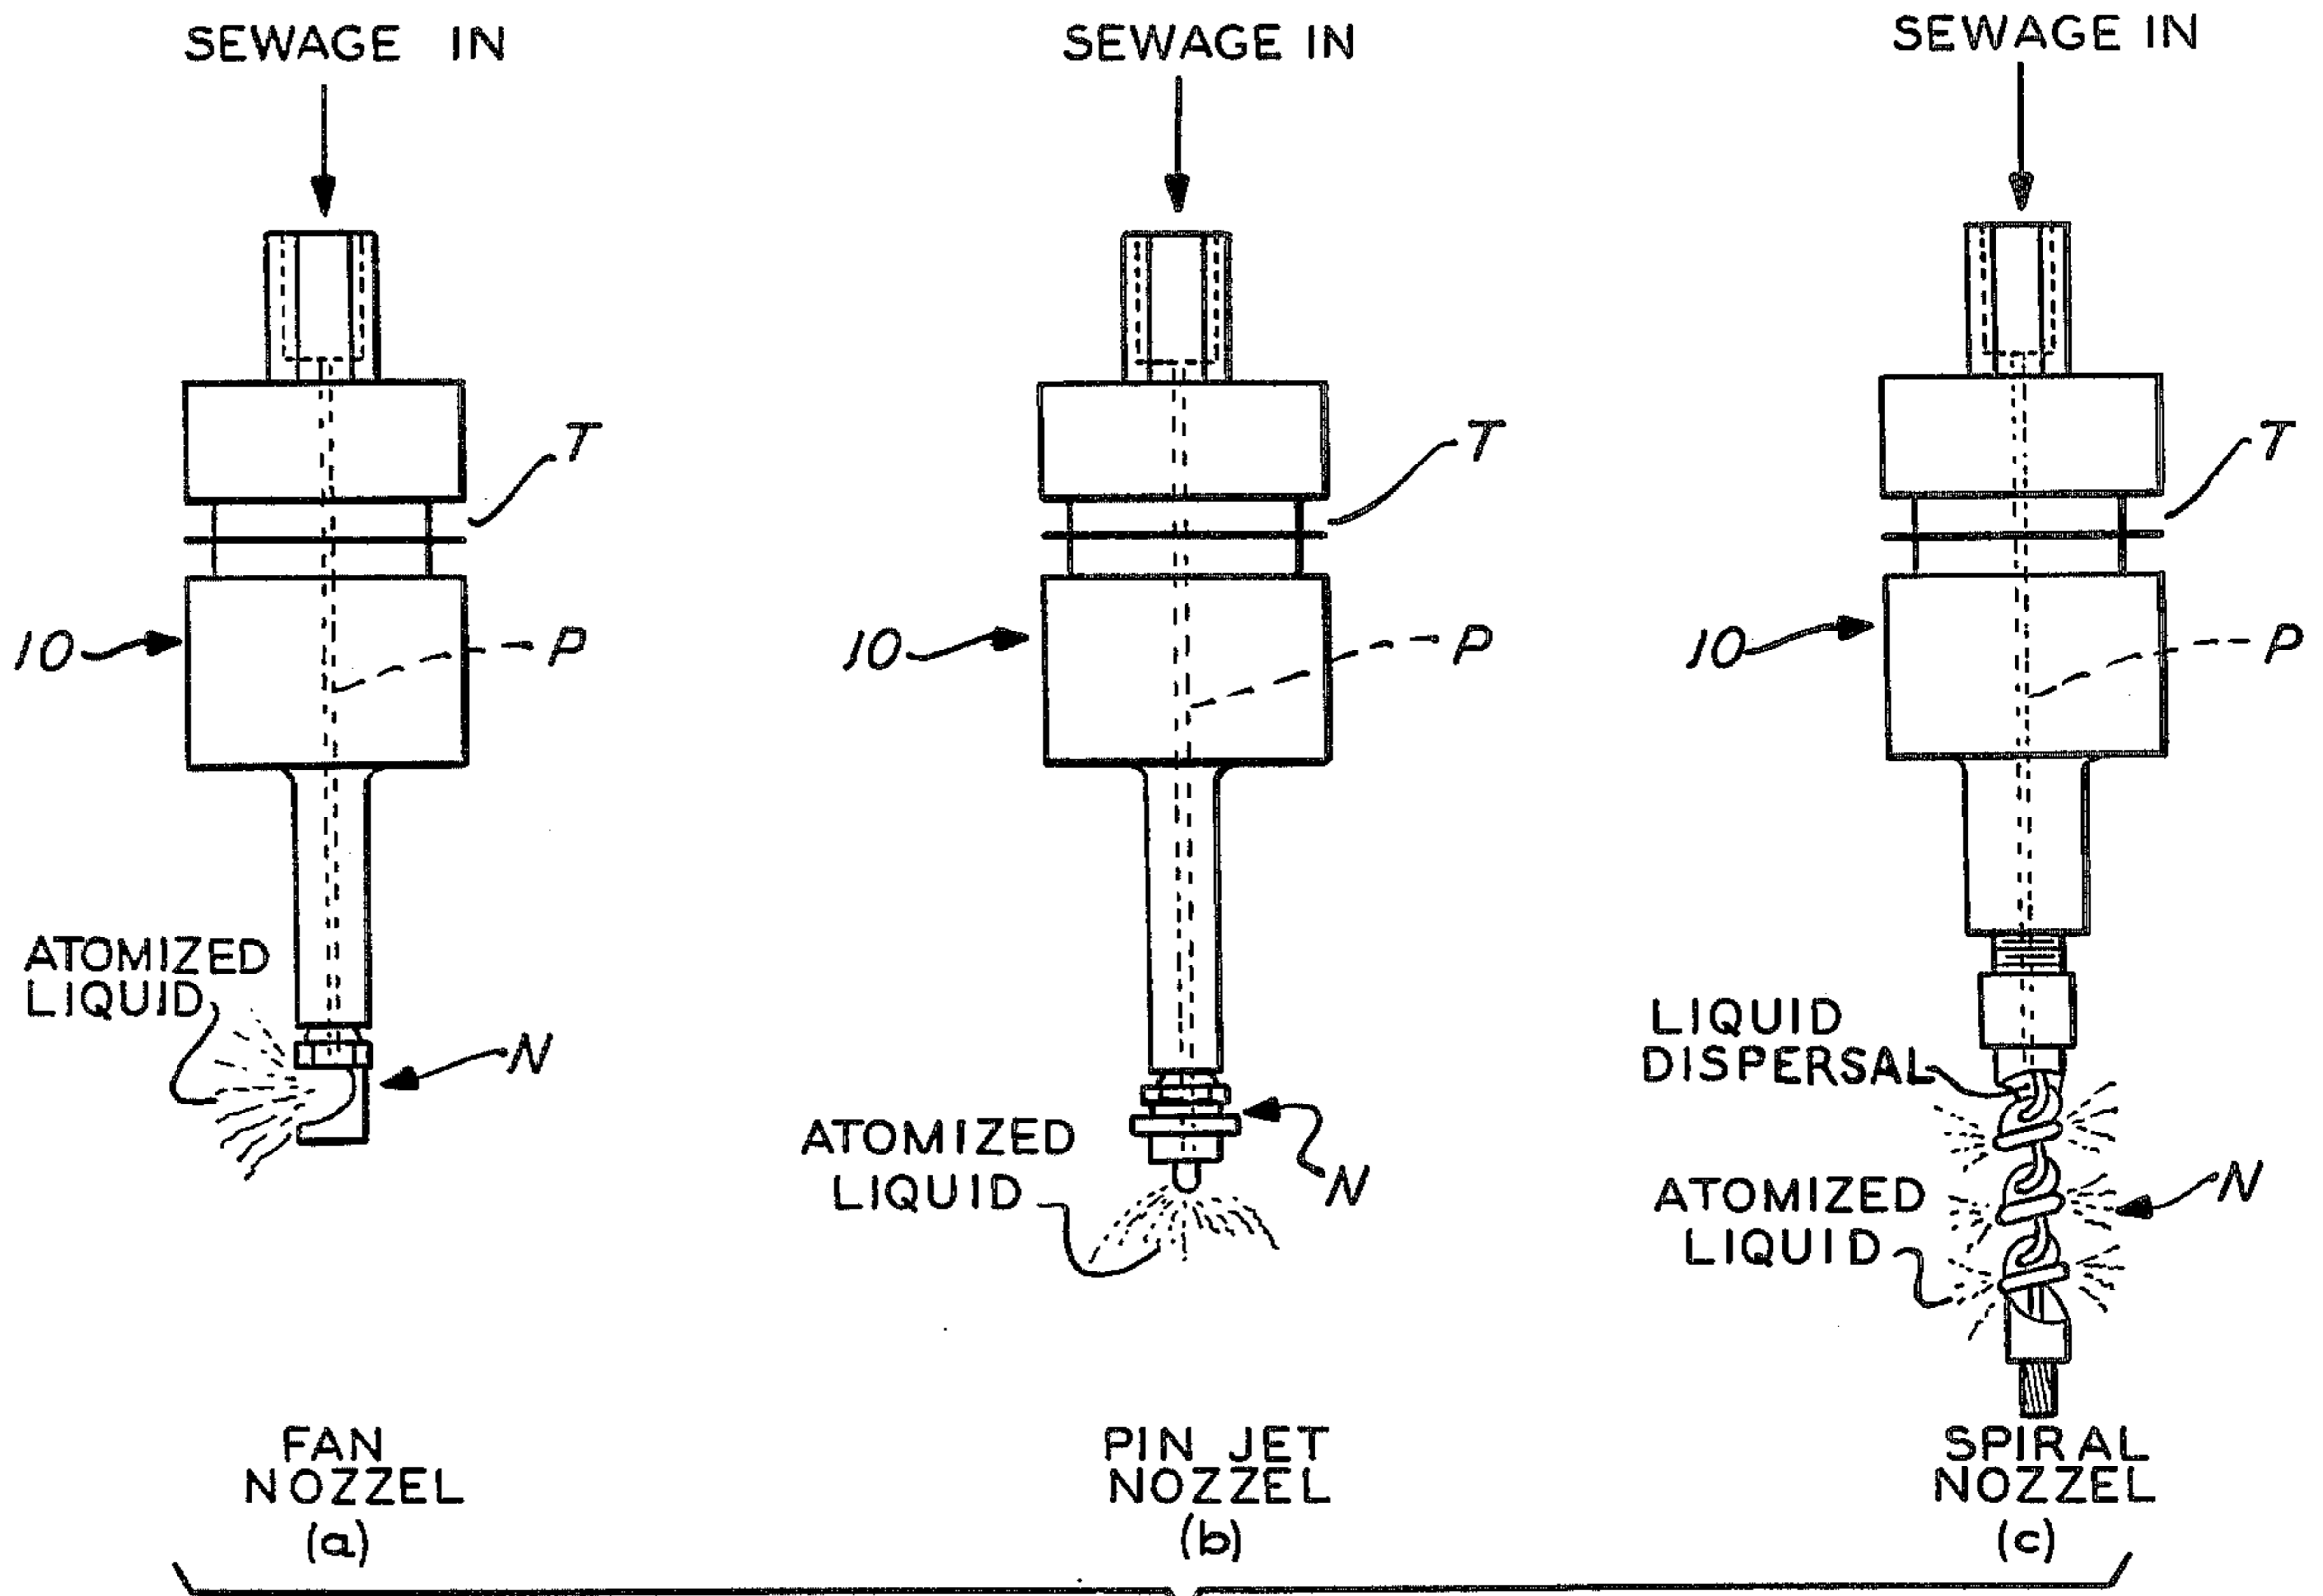 SEWAGE IN
T
10
P
ATOMIZED
LIQUID
N
FAN
NOZZEL
(a)
SEWAGE IN
T
10
P
ATOMIZED
LIQUID
N
PIN JET
NOZZEL
(b)
SEWAGE IN
T
10
P
LIQUID
DISPERSAL
ATOMIZED
LIQUID
N
SPIRAL
NOZZEL
(c)